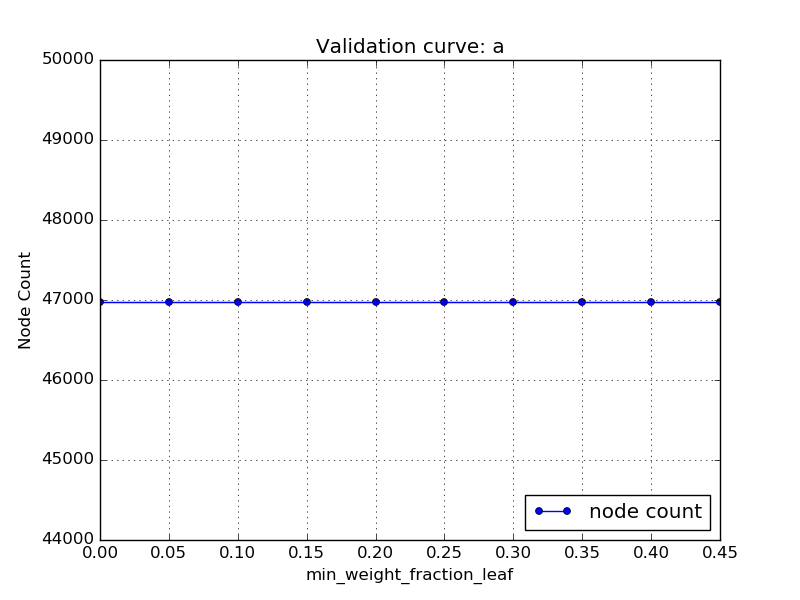 Validation curve: a
50000
49000
48000
47000
46000
45000
44000
Node Count
node count
0.00 0.05 0.10 0.15 0.20 0.25 0.30 0.35 0.40 0.45
min_weight_fraction_leaf